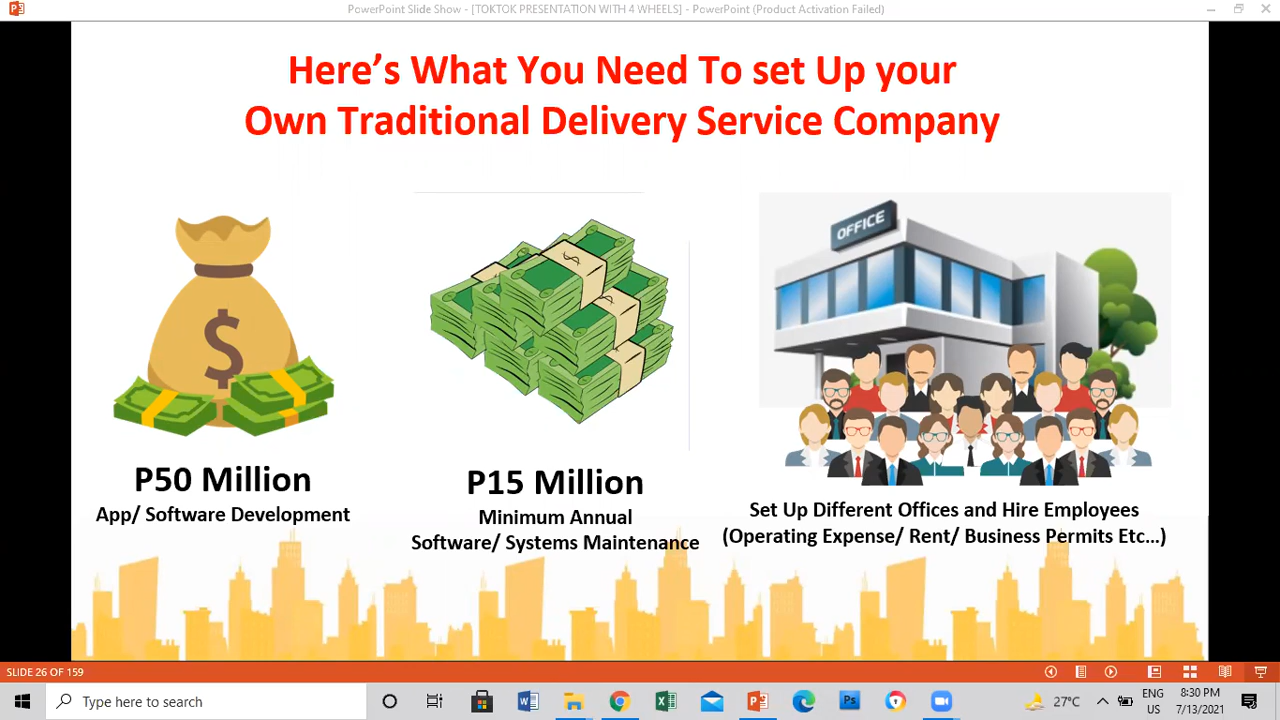 PowerPoint Slide Show - [TOKTOK PRESENTATION WITH 4 WHEELS] - PowerPoint (Product Activation Failed)
Here's What You Need To set Up your
Own Traditional Delivery Service Company
OFFICE
$
P50 Million
App/ Software Development
P15 Million
Minimum Annual
Software/ Systems Maintenance
Set Up Different Offices and Hire Employees
(Operating Expense/ Rent/ Business Permits Etc...)
SLIDE 26 OF 159
Type here to search
27°C
ENG
US
8:30 PM
7/13/2021